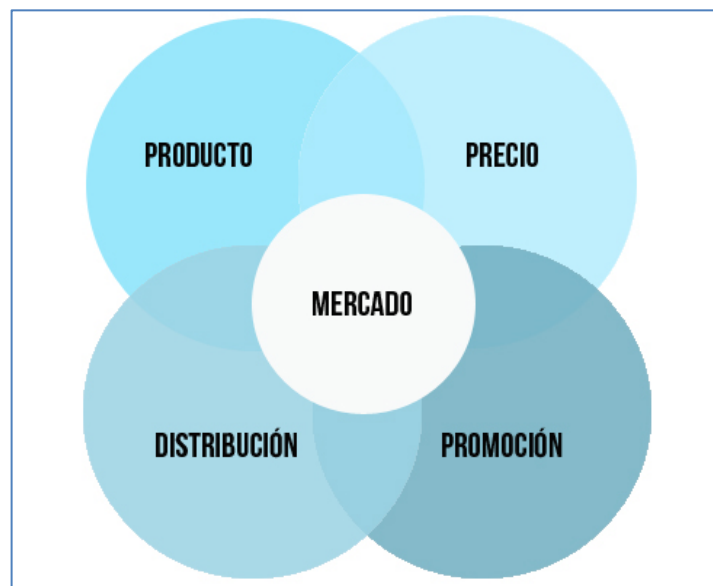 PRODUCTO
PRECIO
MERCADO
DISTRIBUCIÓN
PROMOCIÓN